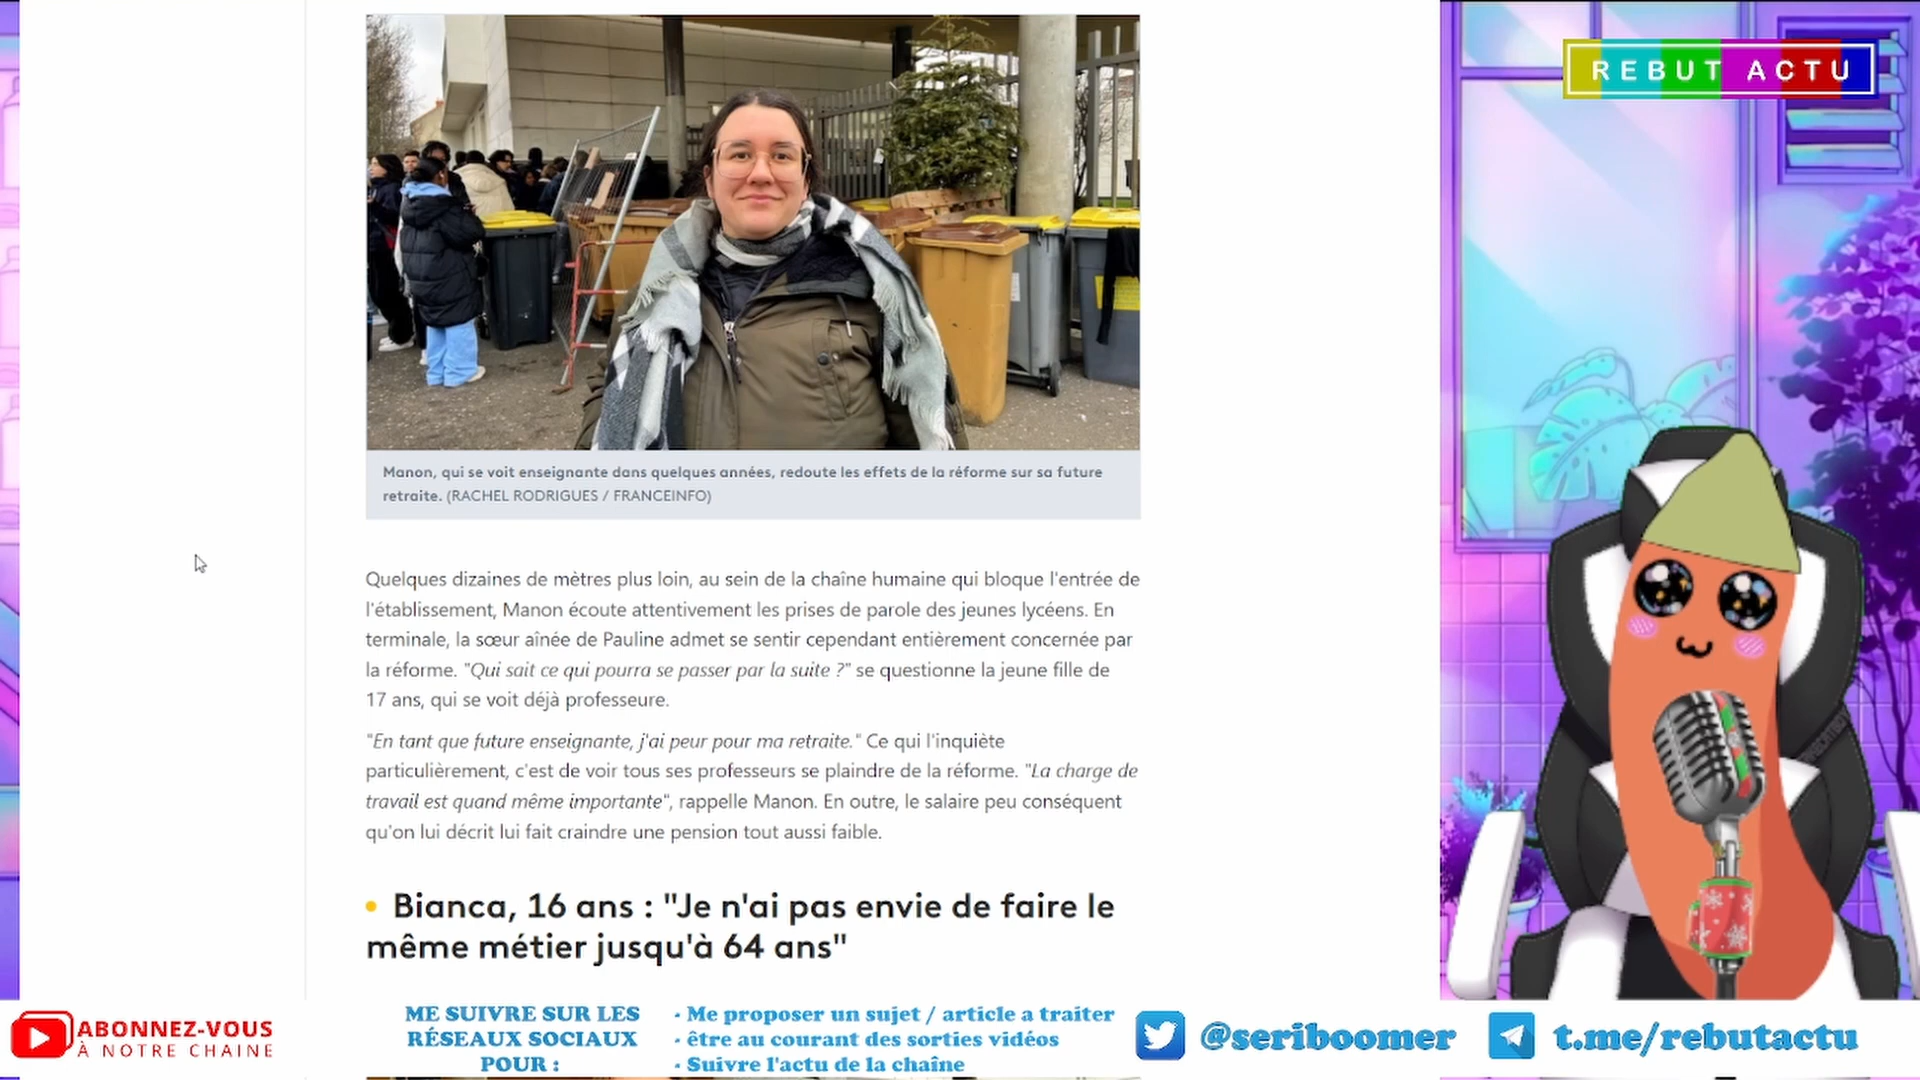 REBUT ACTU
Manon, qui se voit enseignante dans quelques années, redoute les effets de la réforme sur sa future
retraite. (RACHEL RODRIGUES / FRANCEINFO)
Quelques dizaines de mètres plus loin, au sein de la chaîne humaine qui bloque l'entrée de
l'établissement, Manon écoute attentivement les prises de parole des jeunes lycéens. En
terminale, la sœur aînée de Pauline admet se sentir cependant entièrement concernée par
la réforme. "Qui sait ce qui pourra se passer par la suite ?" se questionne la jeune fille de
17 ans, qui se voit déjà professeure.
"En tant que future enseignante, j'ai peur pour ma retraite." Ce qui l'inquiète
particulièrement, c'est de voir tous ses professeurs se plaindre de la réforme. "La charge de
travail est quand même importante", rappelle Manon. En outre, le salaire peu conséquent
qu'on lui décrit lui fait craindre une pension tout aussi faible.
• Bianca, 16 ans : "Je n'ai pas envie de faire le
même métier jusqu'à 64 ans"
ABONNEZ-VOUS
À NOTRE CHAINE
ME SUIVRE SUR LES
RÉSEAUX SOCIAUX
POUR :
- Me proposer un sujet / article a traiter
- être au courant des sorties vidéos
- Suivre l'actu de la chaîne
@seriboomer
t.me/rebutactu